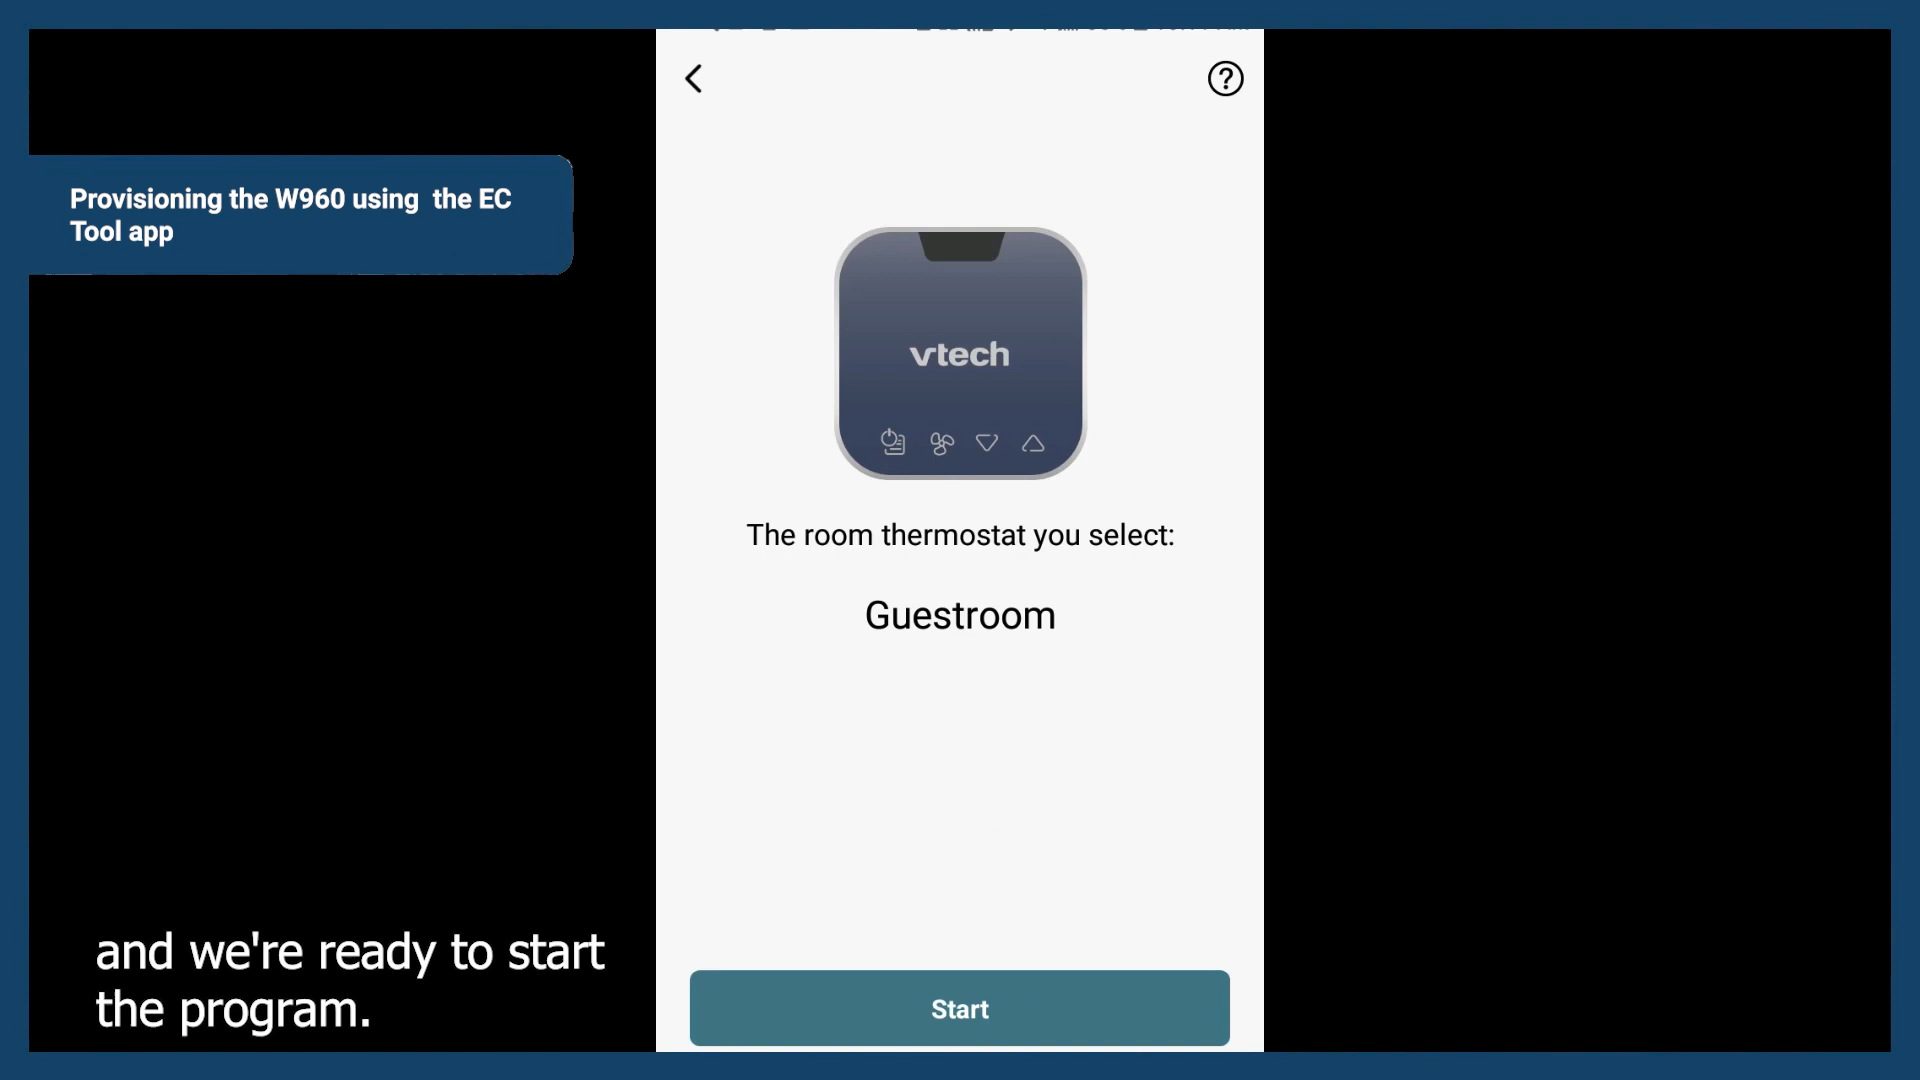 Provisioning the W960 using  the EC
Tool app
vtech
The room thermostat you select:
Guestroom
and we're ready to start
the program.
Start